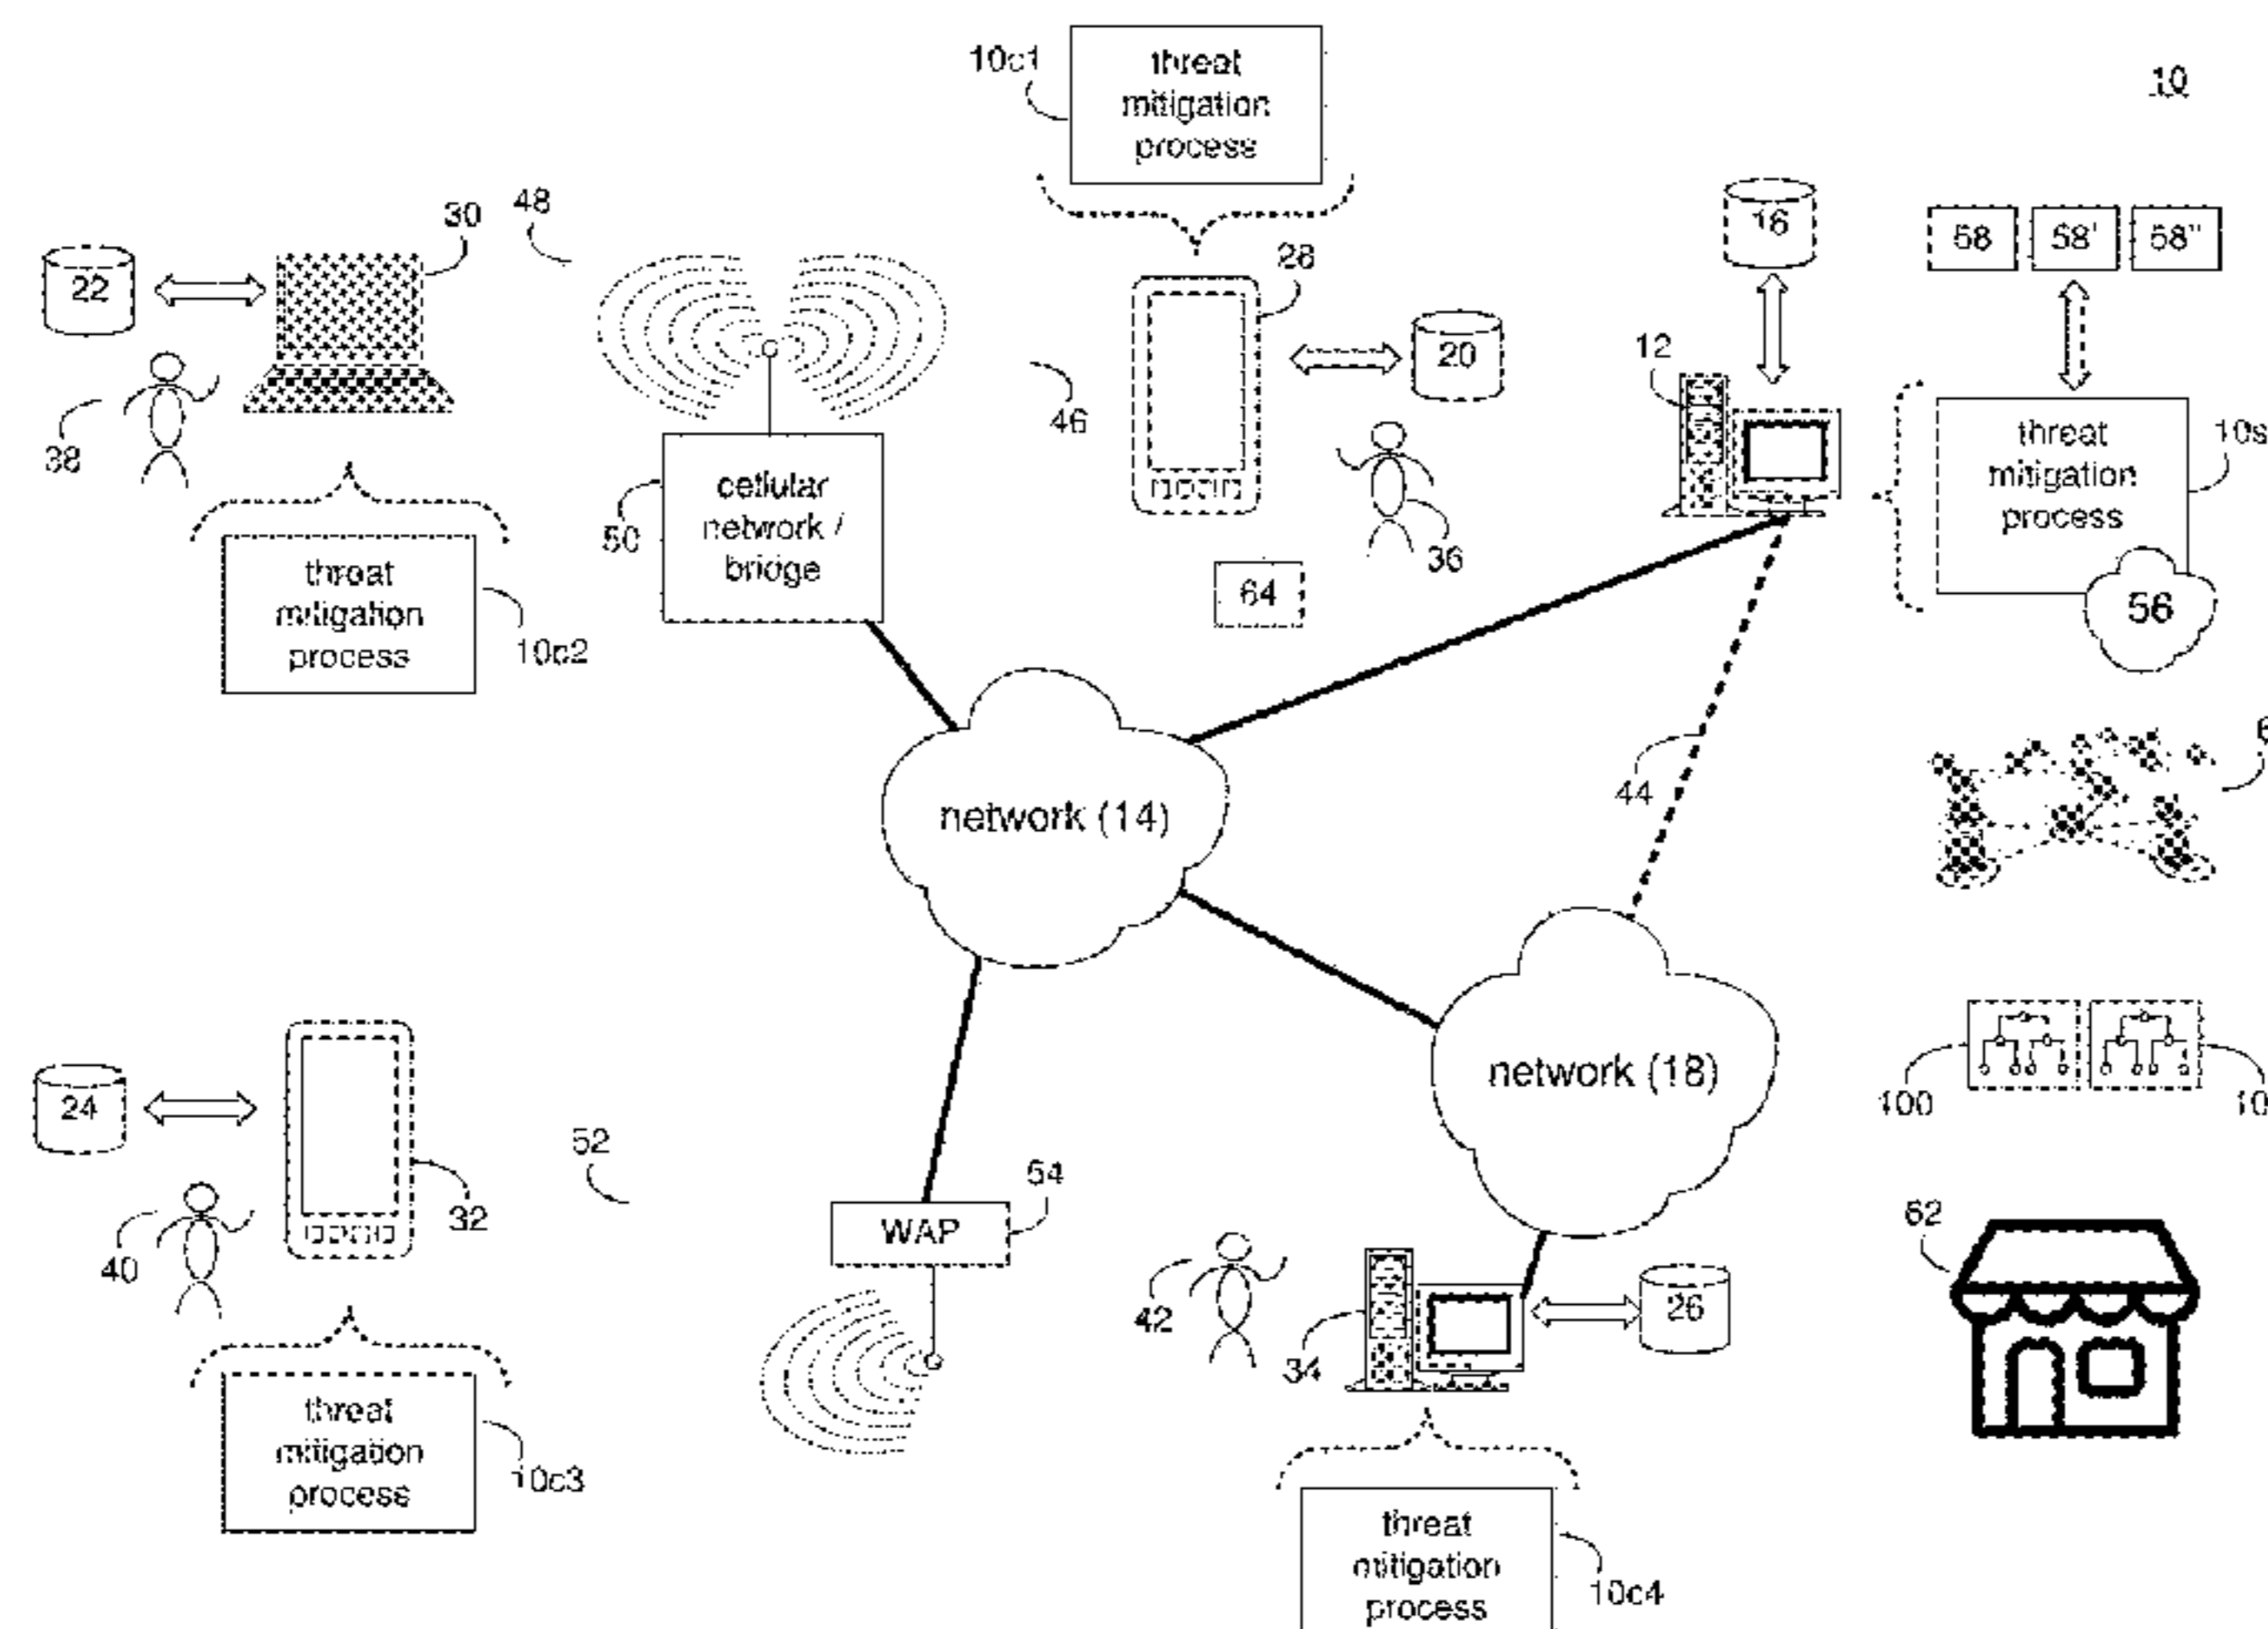 10c1
threat
mitigation
process
10
48
30
22
28
16
58
58'
58"
20
12
46
38
cellular
network /
bridge
50
36
64
threat
mitigation
process
10s
56
threat
mitigation
process
10c2
44
network (14)
network (18)
100
24
32
40
52
54
WAP
62
42
34
26
threat
mitigation
process
10c3
threat
mitigation
process
10c4